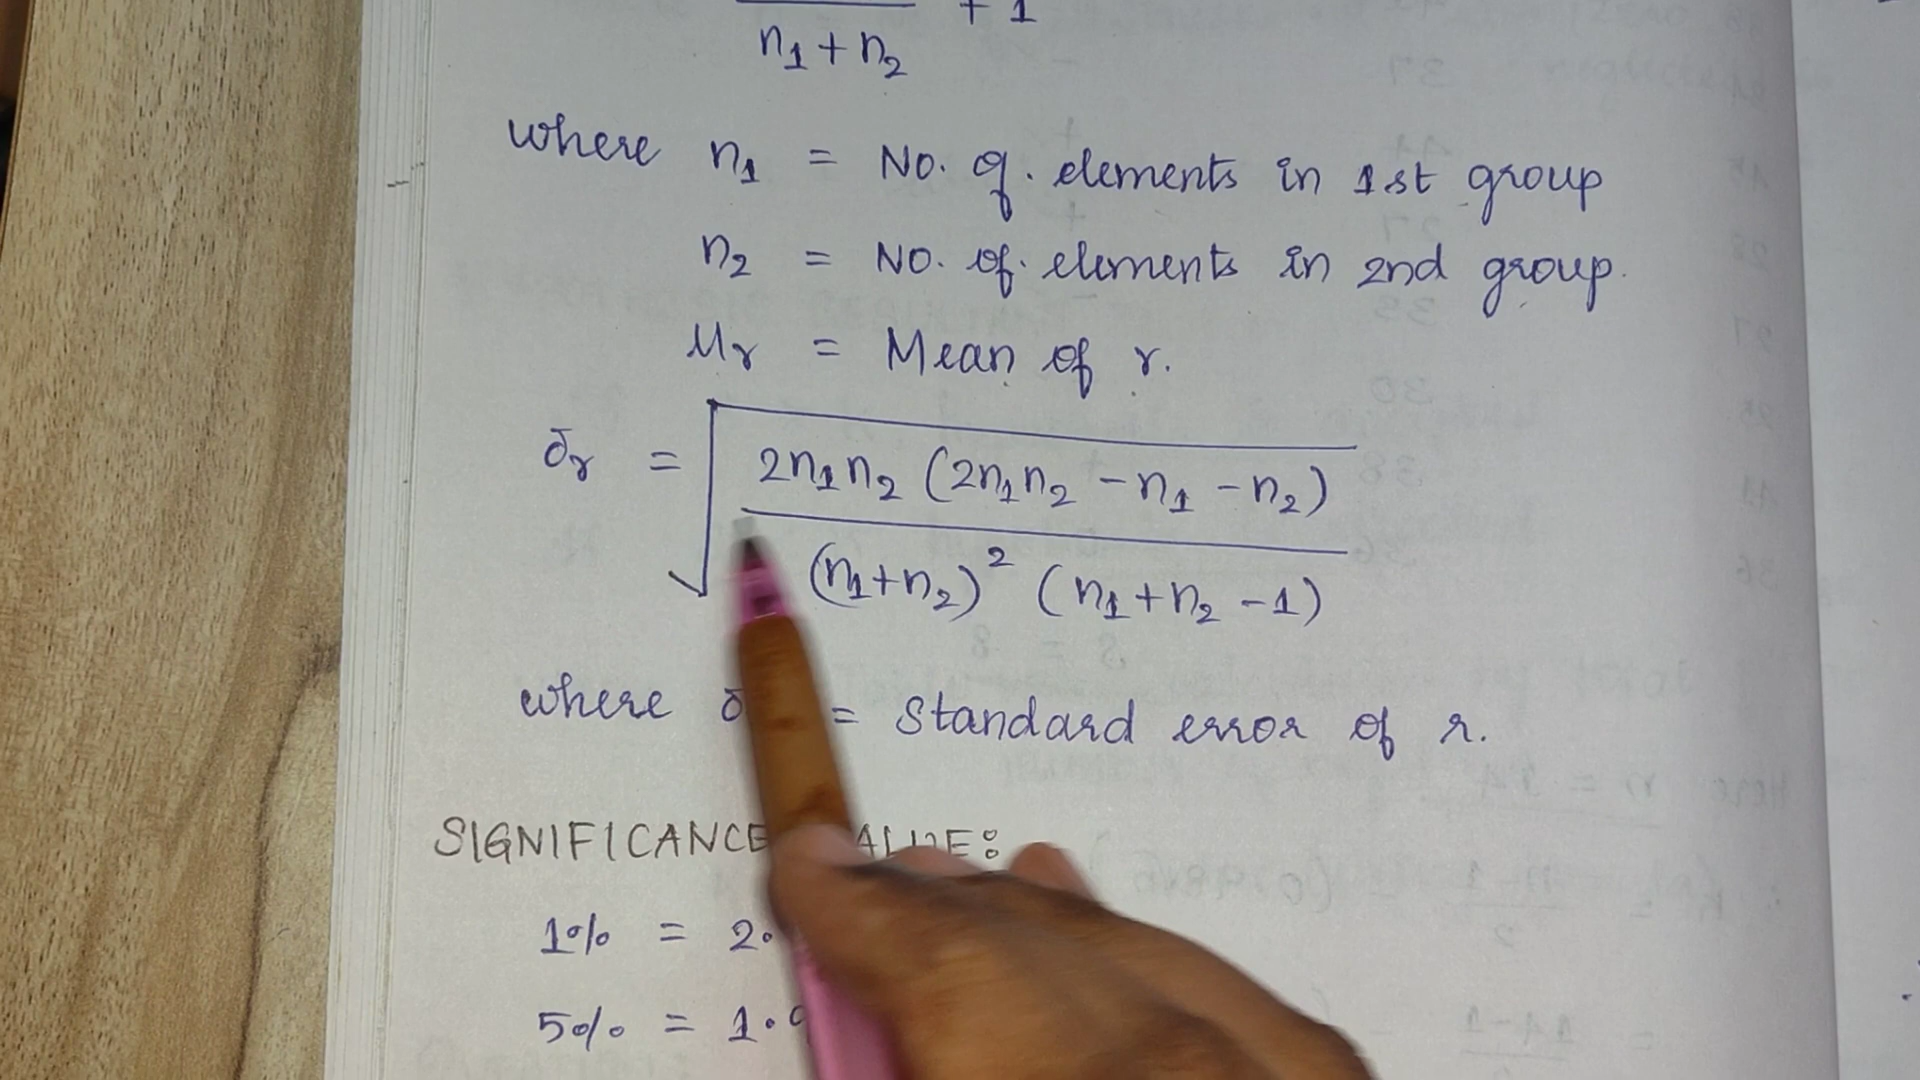 + 1
n₁ + n₂
where n₁ = No. of. elements in 1st group
n₂ = No. of. elements in 2nd group.
μᵣ = Mean of r.
σᵣ = √ 2n₁n₂ (2n₁n₂ - n₁ - n₂)
(n₁+n₂)² (n₁+n₂ -1)
where σ = standard error of r.
SIGNIFICANCE
1% = 2.
5% = 1.9